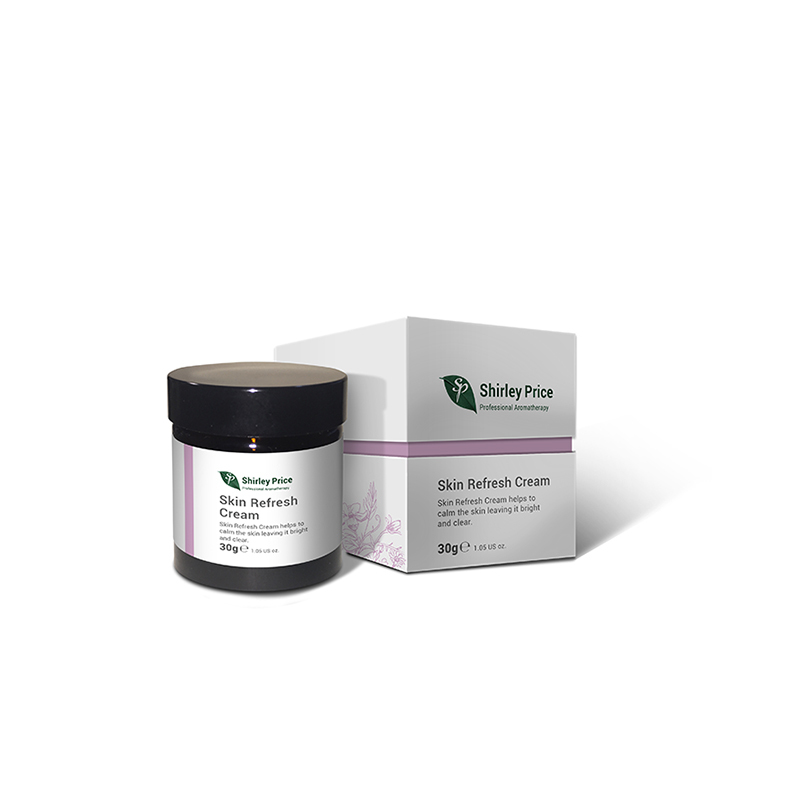 Shirley Price
Professional Aromatherapy
Skin Refresh
Cream
Skin Refresh Cream helps to
calm the skin leaving it bright
and clear.
30g ℮ 1.05 US oz.
Shirley Price
Professional Aromatherapy
Skin Refresh Cream
Skin Refresh Cream helps to
calm the skin leaving it bright
and clear.
30g ℮ 1.05 US oz.